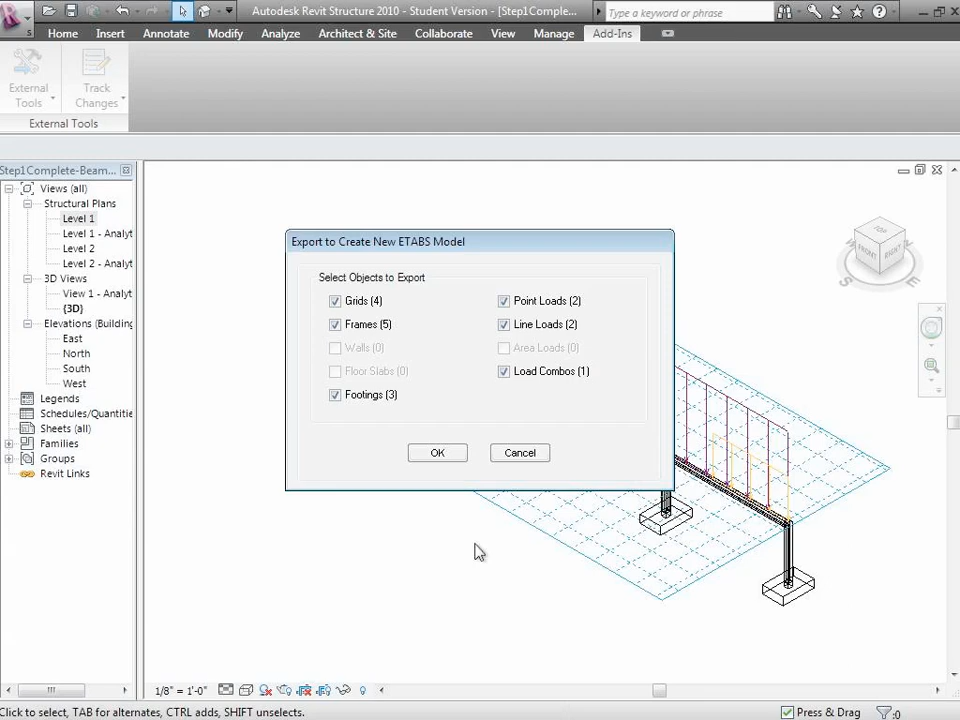 Autodesk Revit Structure 2010 - Student Version - [Step1Comple...
Type a keyword or phrase
Home Insert Annotate Modify Analyze Architect & Site Collaborate View Manage Add-Ins
External Tools
Track Changes
External Tools
Step1Complete-Beam...
Views (all)
Structural Plans
Level 1
Level 1 - Analyt
Level 2
Level 2 - Analyt
3D Views
View 1 - Analyt
{3D}
Elevations (Building
East
North
South
West
Legends
Schedules/Quantitie
Sheets (all)
Families
Groups
Revit Links
Export to Create New ETABS Model
Select Objects to Export
Grids (4)
Frames (5)
Walls (0)
Floor Slabs (0)
Footings (3)
Point Loads (2)
Line Loads (2)
Area Loads (0)
Load Combos (1)
OK Cancel
TOP
FRONT
RIGHT
W
S
E
1/8" = 1'-0"
Click to select, TAB for alternates, CTRL adds, SHIFT unselects.
Press & Drag
:0